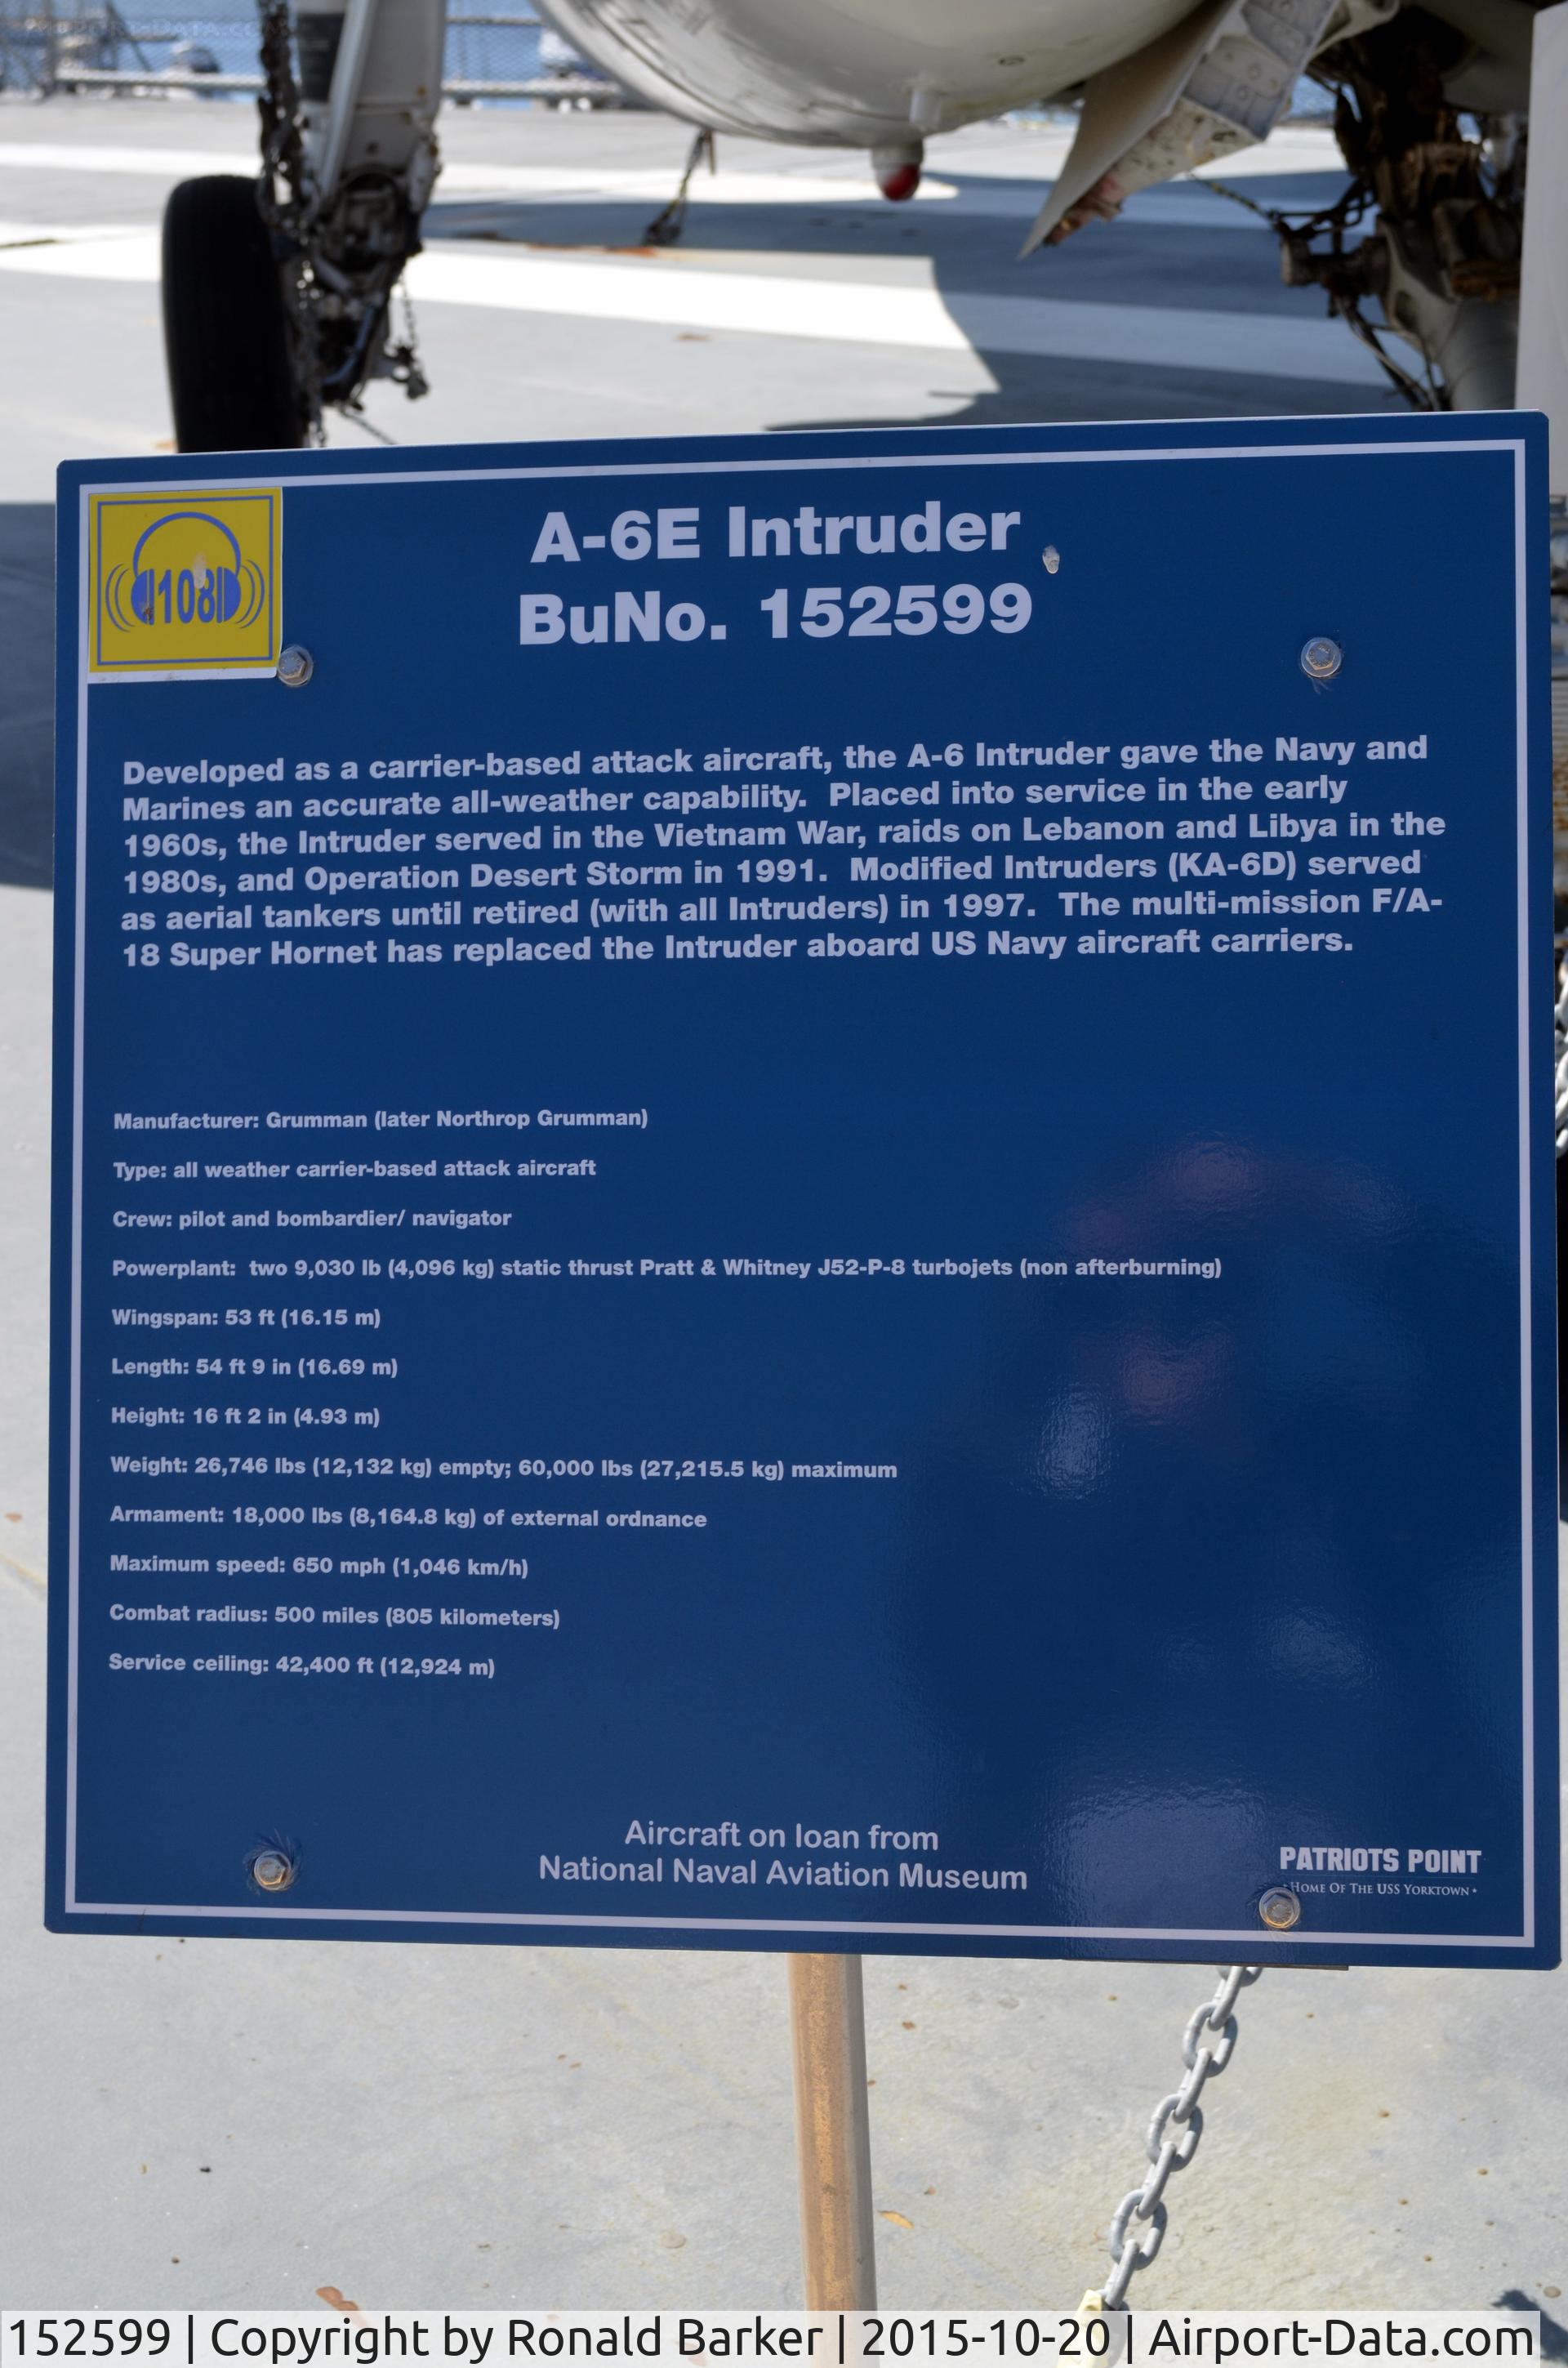 AIRPORT-DATA.COM
108
A-6E Intruder
BuNo. 152599
Developed as a carrier-based attack aircraft, the A-6 Intruder gave the Navy and
Marines an accurate all-weather capability.  Placed into service in the early
1960s, the Intruder served in the Vietnam War, raids on Lebanon and Libya in the
1980s, and Operation Desert Storm in 1991.  Modified Intruders (KA-6D) served
as aerial tankers until retired (with all Intruders) in 1997.  The multi-mission F/A-
18 Super Hornet has replaced the Intruder aboard US Navy aircraft carriers.
Manufacturer: Grumman (later Northrop Grumman)
Type: all weather carrier-based attack aircraft
Crew: pilot and bombardier/ navigator
Powerplant:  two 9,030 lb (4,096 kg) static thrust Pratt & Whitney J52-P-8 turbojets (non afterburning)
Wingspan: 53 ft (16.15 m)
Length: 54 ft 9 in (16.69 m)
Height: 16 ft 2 in (4.93 m)
Weight: 26,746 lbs (12,132 kg) empty; 60,000 lbs (27,215.5 kg) maximum
Armament: 18,000 lbs (8,164.8 kg) of external ordnance
Maximum speed: 650 mph (1,046 km/h)
Combat radius: 500 miles (805 kilometers)
Service ceiling: 42,400 ft (12,924 m)
Aircraft on loan from
National Naval Aviation Museum
PATRIOTS POINT
• HOME OF THE USS YORKTOWN •
152599 | Copyright by Ronald Barker | 2015-10-20 | Airport-Data.com